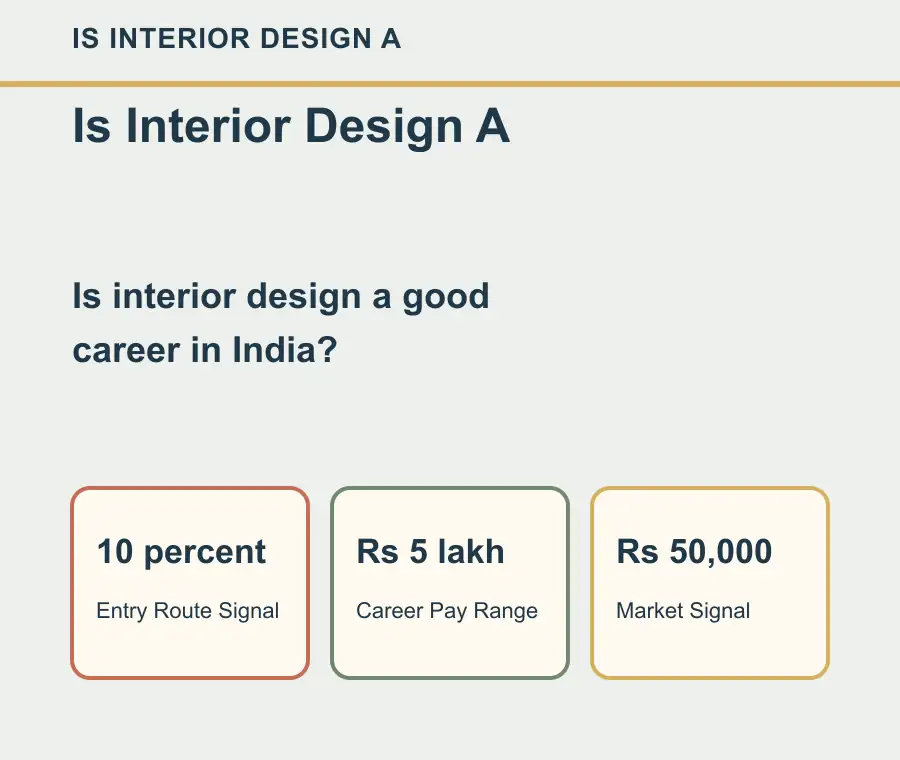 IS INTERIOR DESIGN A
Is Interior Design A
Is interior design a good
career in India?
10 percent
Entry Route Signal
Rs 5 lakh
Career Pay Range
Rs 50,000
Market Signal